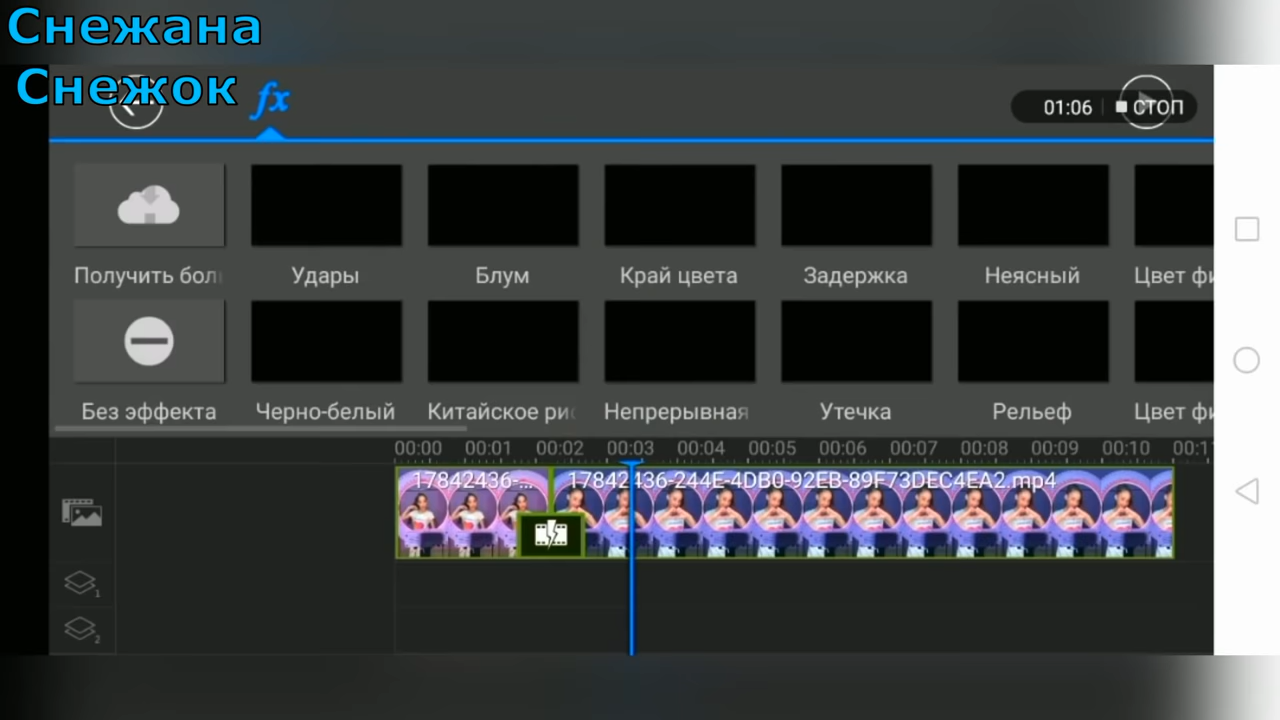 Снежана
Снежок
fx
01:06 СТОП
Получить бол
Удары
Блум
Край цвета
Задержка
Неясный
Цвет фи
Без эффекта
Черно-белый
Китайское рис
Непрерывная
Утечка
Рельеф
Цвет фи
00:00 00:01 00:02 00:03 00:04 00:05 00:06 00:07 00:08 00:09 00:10 00:11
17842436-... 17842436-244E-4DB0-92EB-89F73DEC4EA2.mp4
1
2